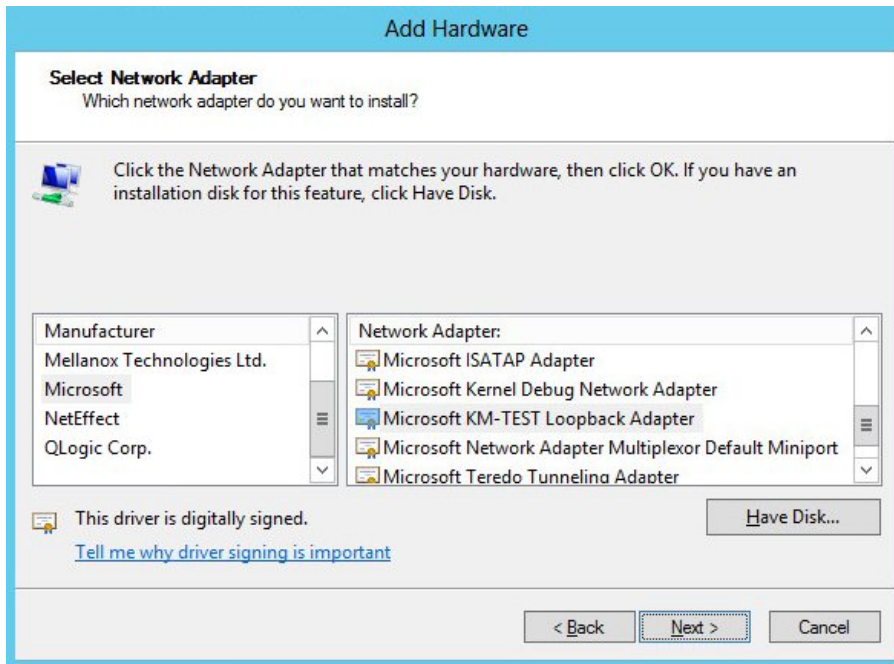 Add Hardware
Select Network Adapter
Which network adapter do you want to install?
Click the Network Adapter that matches your hardware, then click OK. If you have an
installation disk for this feature, click Have Disk.
Manufacturer
Mellanox Technologies Ltd.
Microsoft
NetEffect
QLogic Corp.
Network Adapter:
Microsoft ISATAP Adapter
Microsoft Kernel Debug Network Adapter
Microsoft KM-TEST Loopback Adapter
Microsoft Network Adapter Multiplexor Default Miniport
Microsoft Teredo Tunneling Adapter
This driver is digitally signed.
Have Disk...
Tell me why driver signing is important
< Back
Next >
Cancel